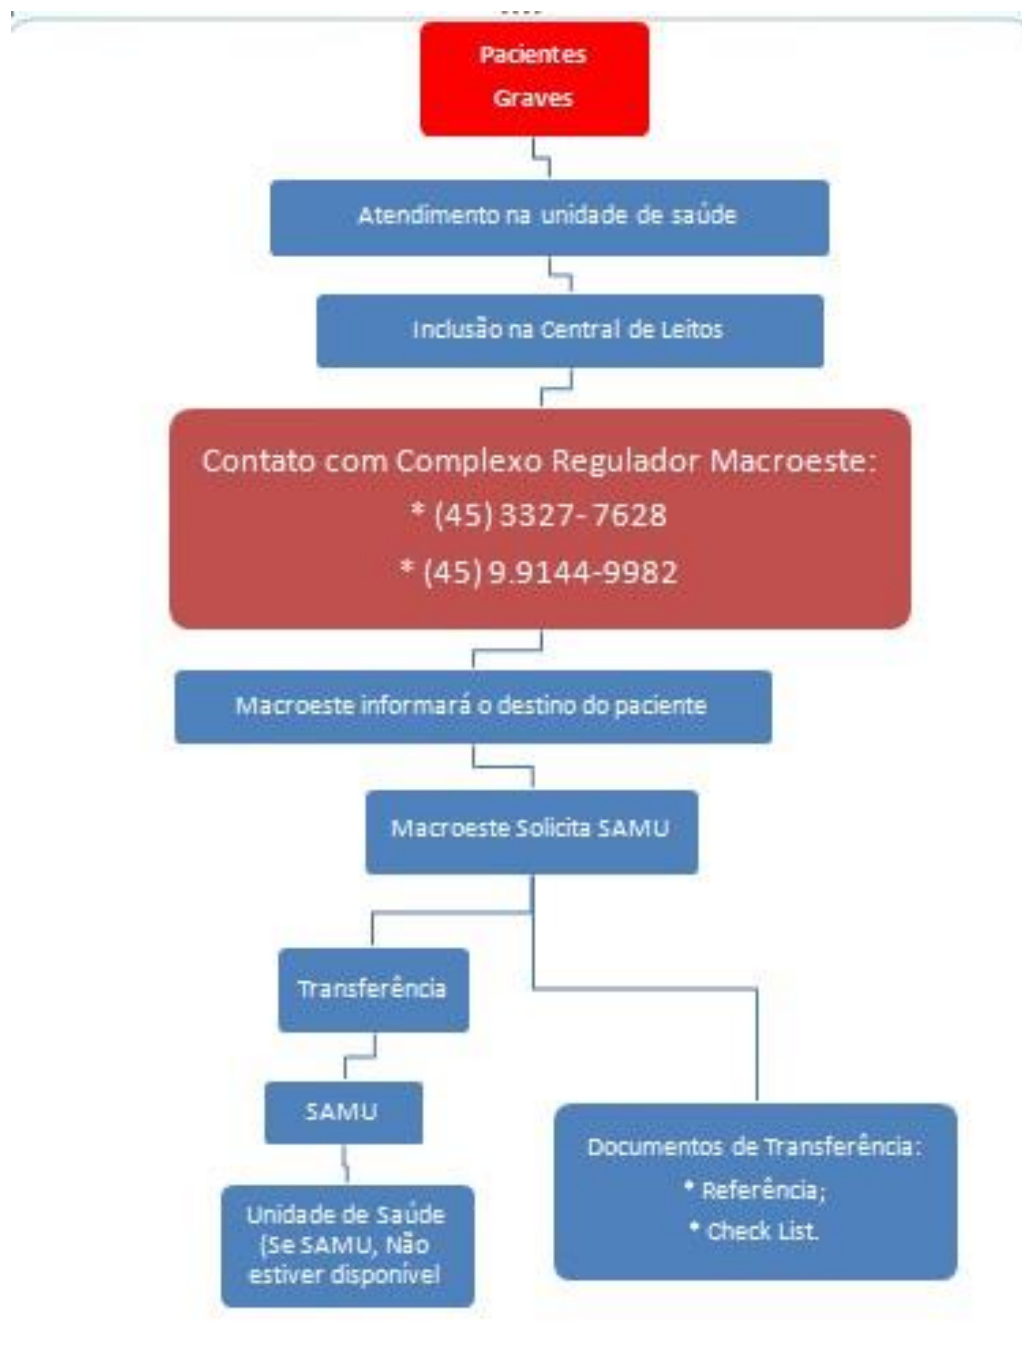 Pacientes
Graves
Atendimento na unidade de saúde
Inclusão na Central de Leitos
Contato com Complexo Regulador Macroeste:
* (45) 3327- 7628
* (45) 9.9144-9982
Macroeste informará o destino do paciente
Macroeste Solicita SAMU
Transferência
SAMU
Unidade de Saúde
(Se SAMU, Não
estiver disponível
Documentos de Transferência:
* Referência;
* Check List.